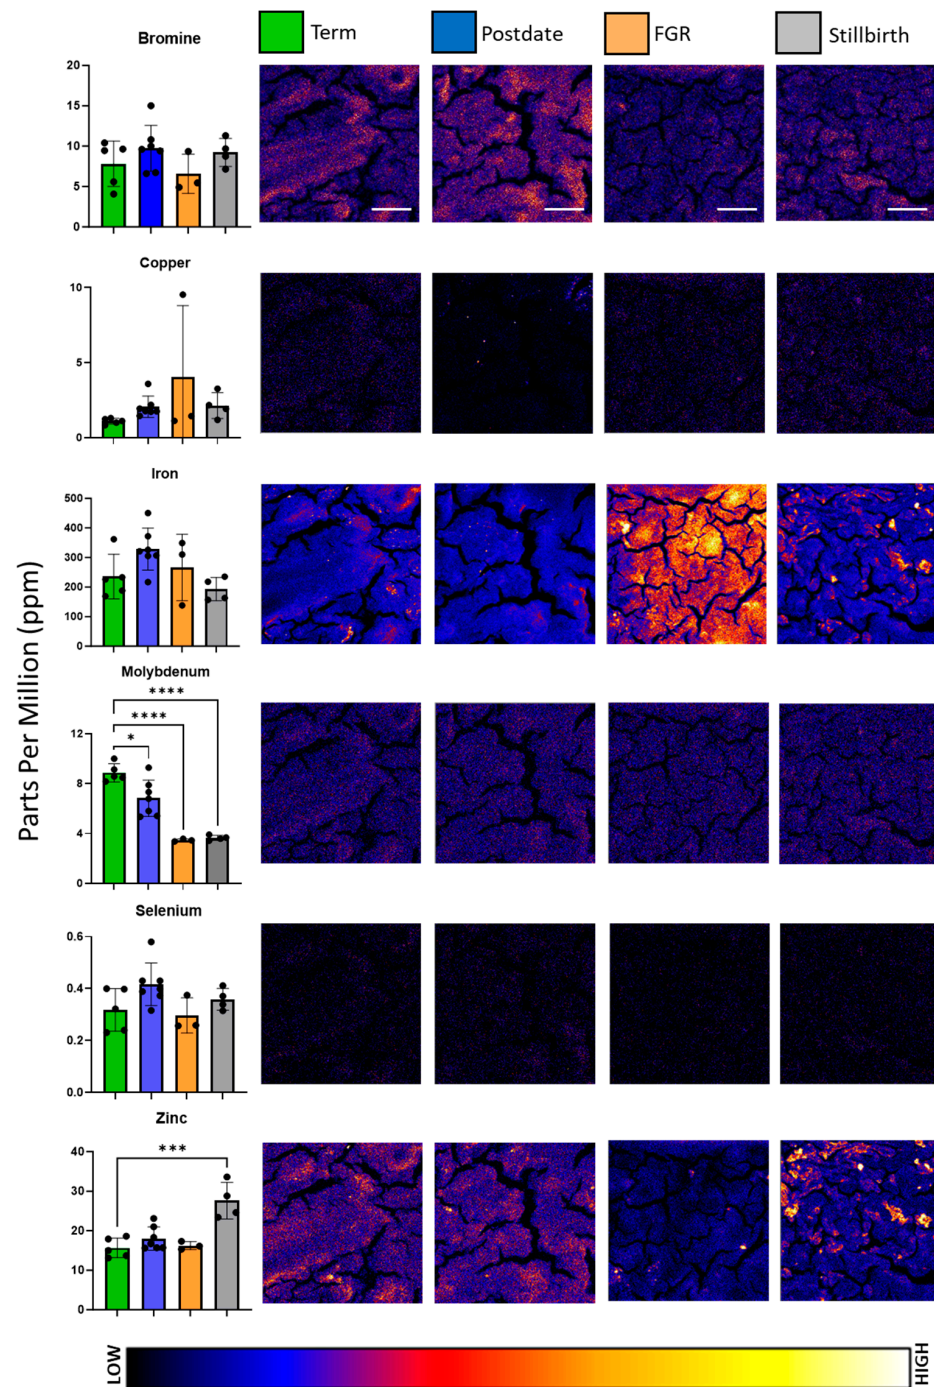 Term
Postdate
FGR
Stillbirth
Parts Per Million (ppm)
Bromine
20
15
10
5
0
Copper
10
5
0
Iron
500
400
300
200
100
0
Molybdenum
****
****
*
12
8
4
0
Selenium
0.6
0.4
0.2
0.0
Zinc
***
40
30
20
10
0
LOW
HIGH